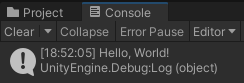 Project
Console
Clear Collapse Error Pause Editor
[18:52:05] Hello, World!
UnityEngine.Debug:Log (object)